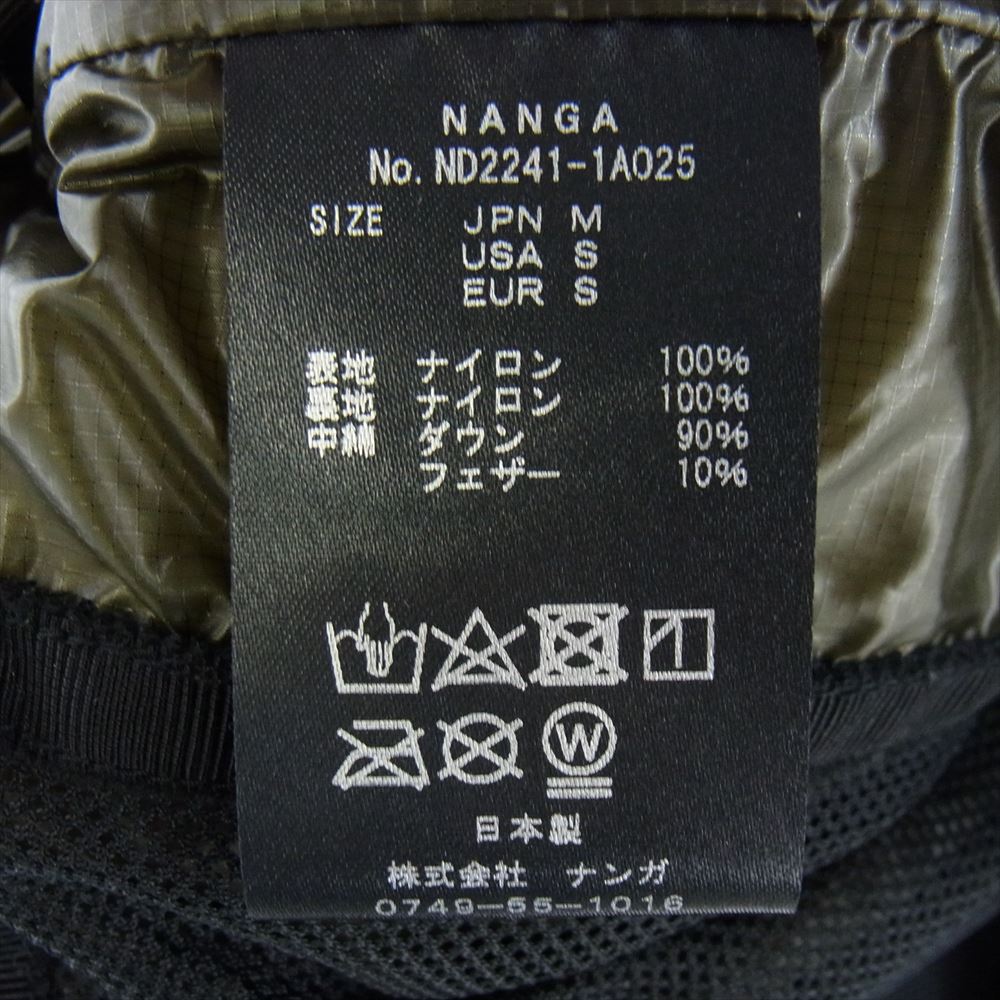 NANGA
No. ND2241-1A025
SIZE JPN M
USA S
EUR S
表地 ナイロン 100%
裏地 ナイロン 100%
中綿 ダウン 90%
フェザー 10%
W
日本製
株式会社 ナンガ
0749-55-1016